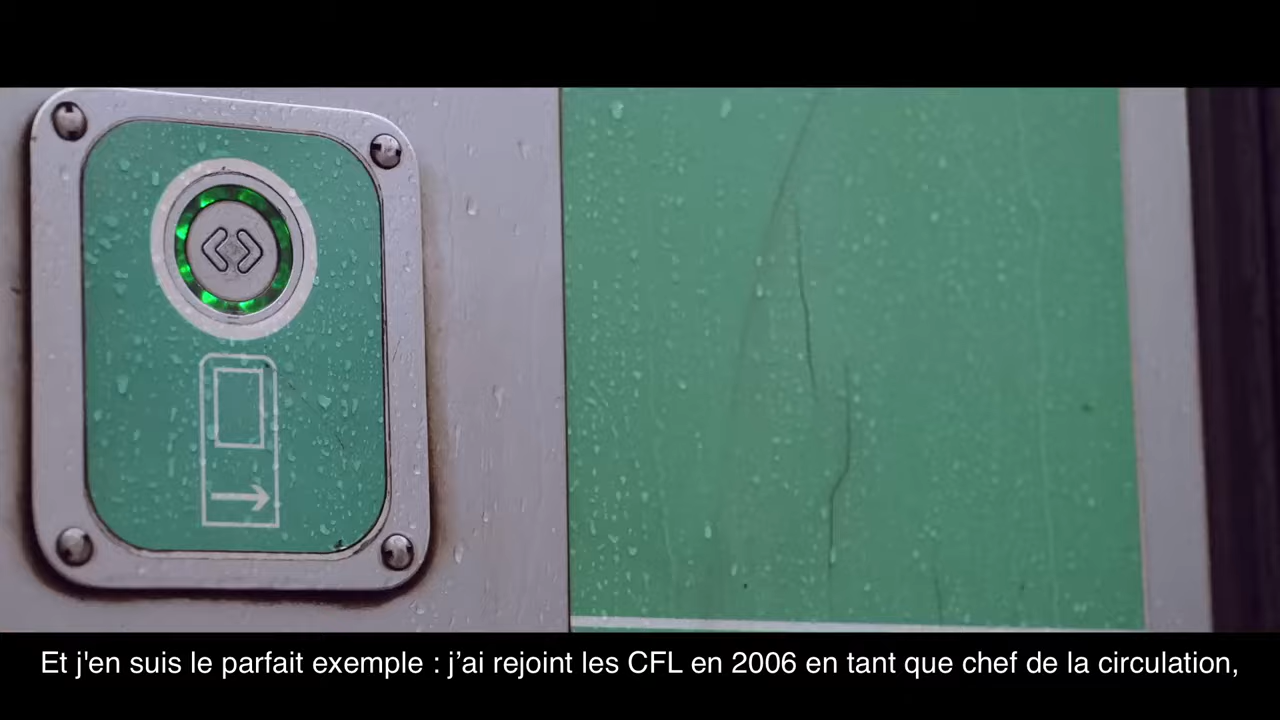 Et j'en suis le parfait exemple : j’ai rejoint les CFL en 2006 en tant que chef de la circulation,